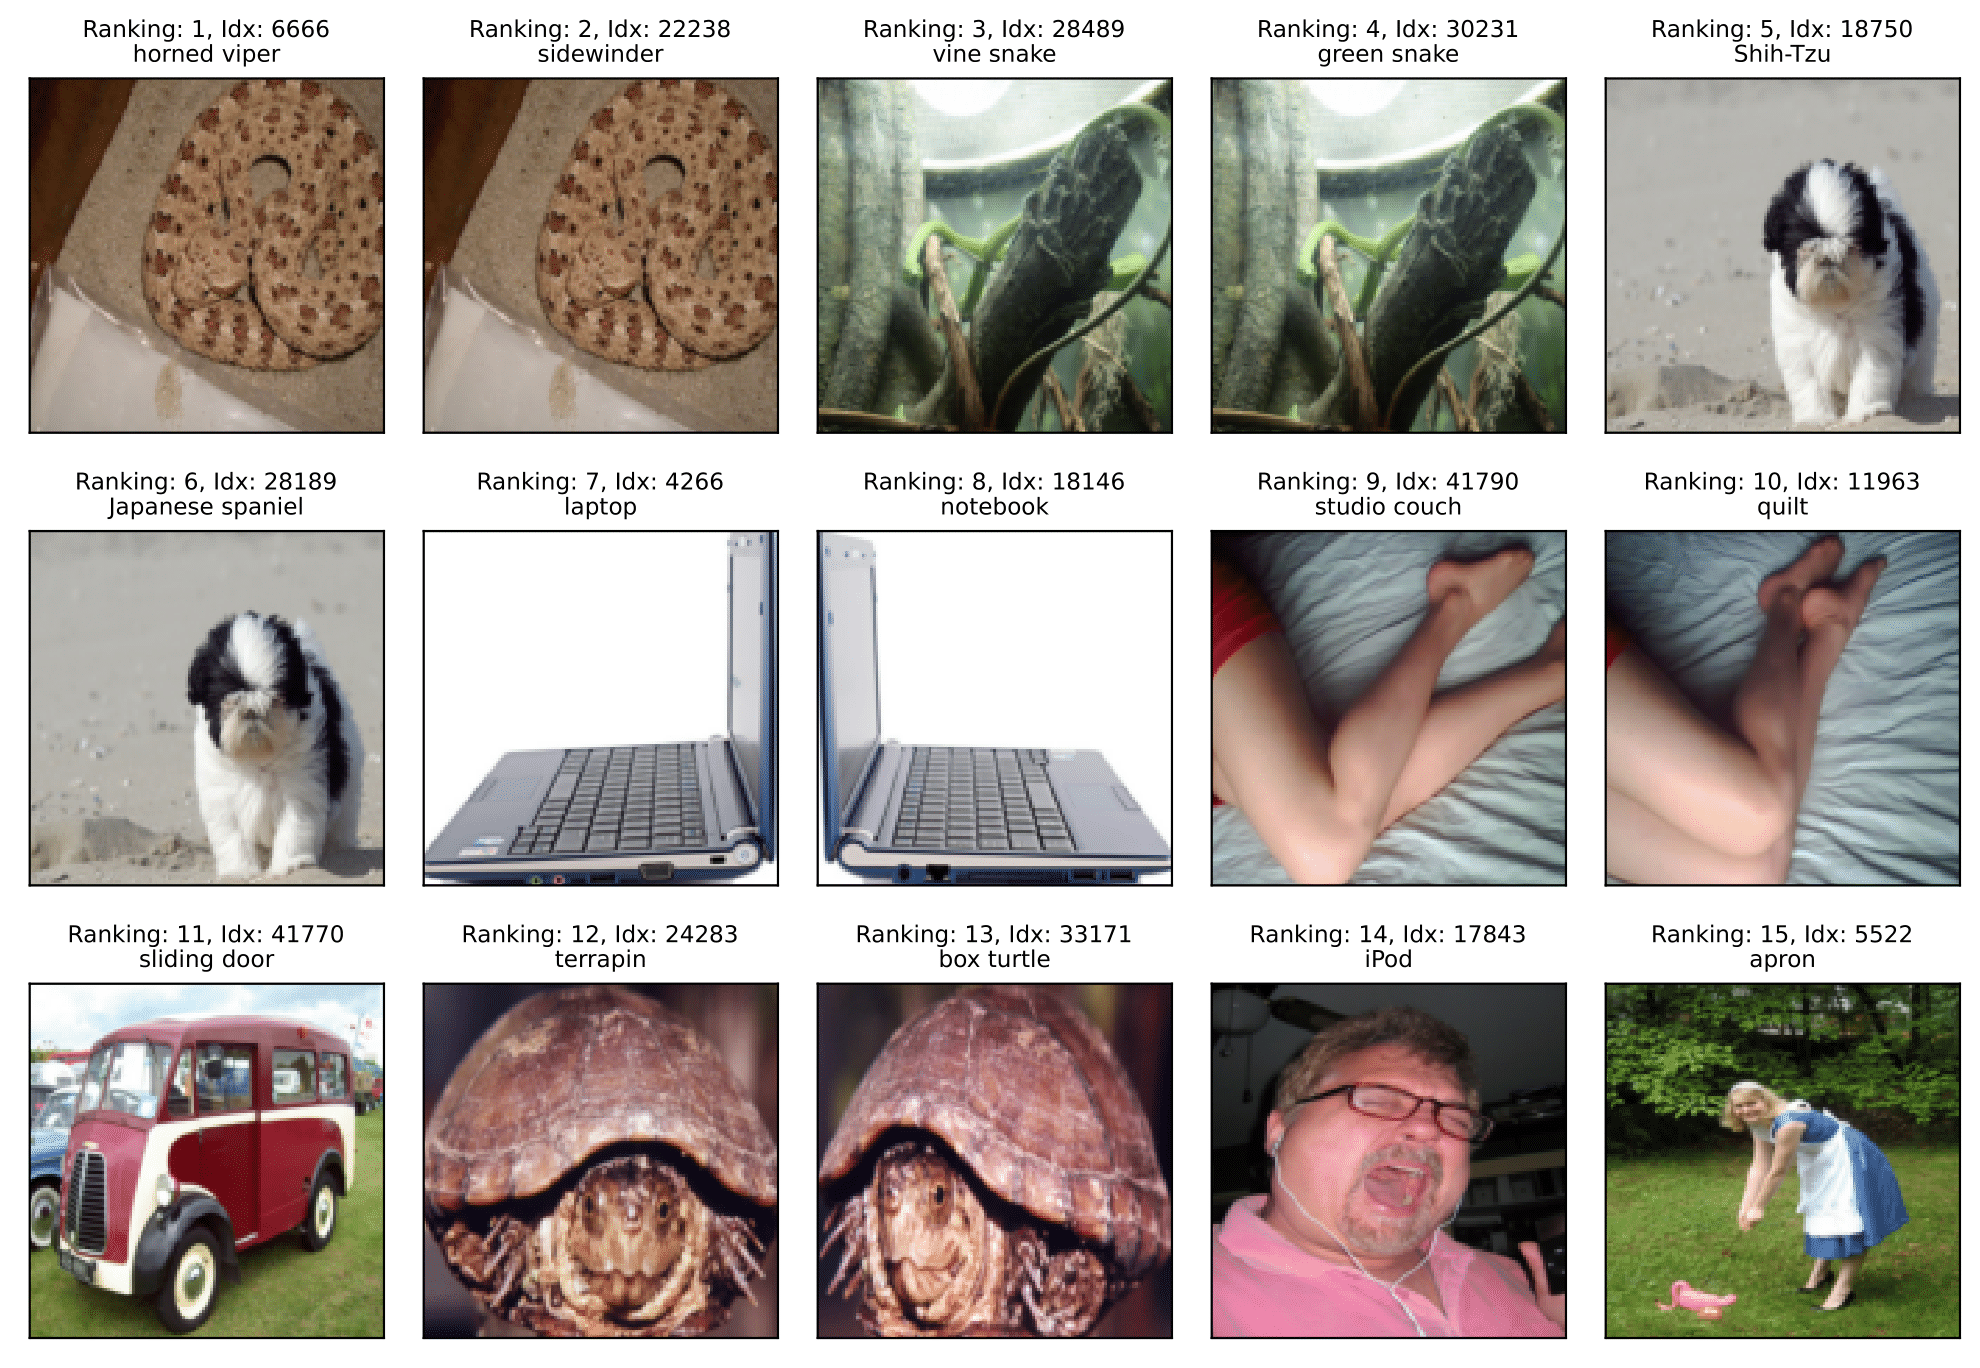 Ranking: 1, Idx: 6666
horned viper
Ranking: 2, Idx: 22238
sidewinder
Ranking: 3, Idx: 28489
vine snake
Ranking: 4, Idx: 30231
green snake
Ranking: 5, Idx: 18750
Shih-Tzu
Ranking: 6, Idx: 28189
Japanese spaniel
Ranking: 7, Idx: 4266
laptop
Ranking: 8, Idx: 18146
notebook
Ranking: 9, Idx: 41790
studio couch
Ranking: 10, Idx: 11963
quilt
Ranking: 11, Idx: 41770
sliding door
Ranking: 12, Idx: 24283
terrapin
Ranking: 13, Idx: 33171
box turtle
Ranking: 14, Idx: 17843
iPod
Ranking: 15, Idx: 5522
apron